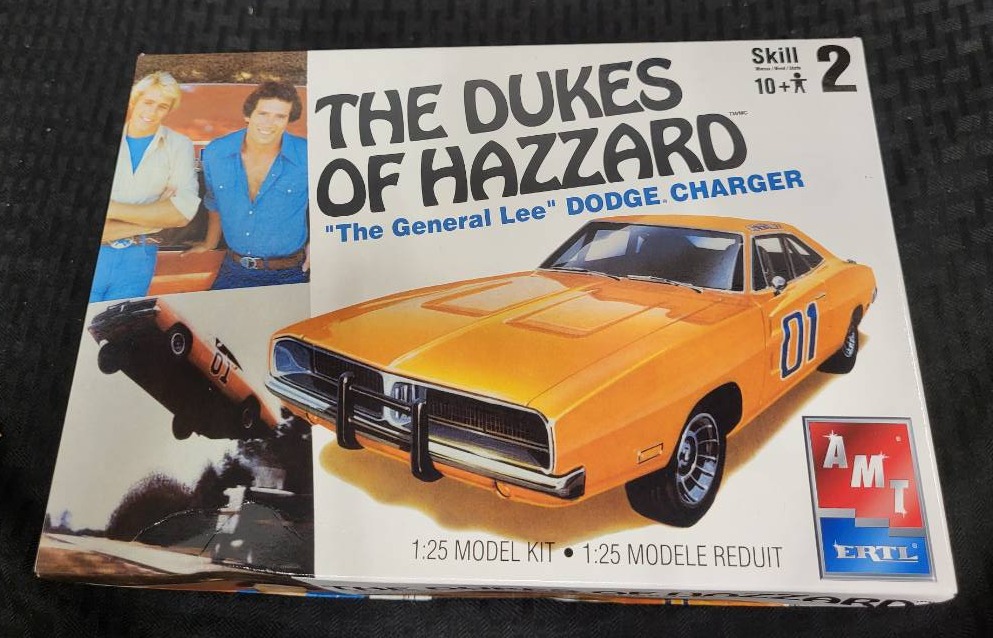 THE DUKES
OF HAZZARD
"The General Lee" DODGE CHARGER
Skill 2
10+
01
01
AMT
ERTL
1:25 MODEL KIT • 1:25 MODELE REDUIT